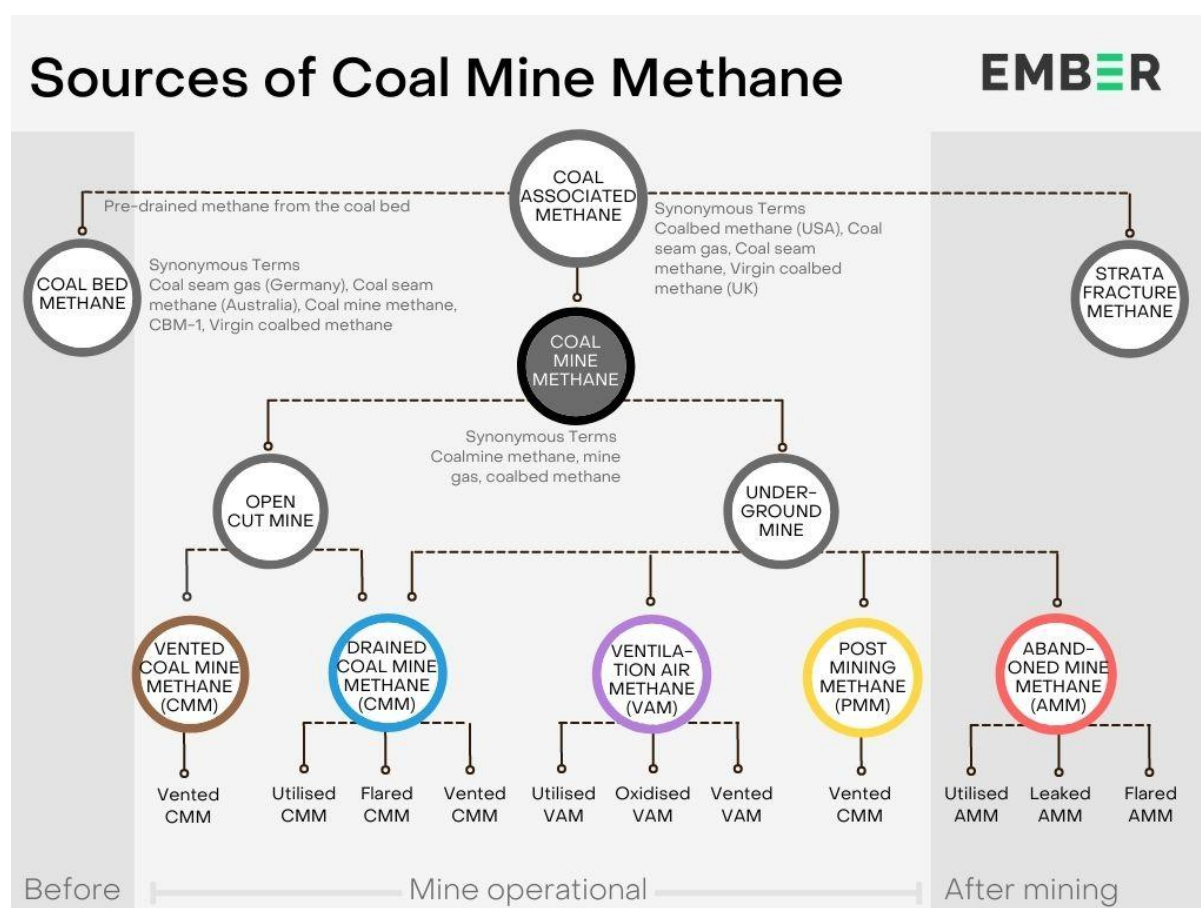 Sources of Coal Mine Methane
EMBER
COAL
ASSOCIATED
METHANE
Pre-drained methane from the coal bed
Synonymous Terms
Coalbed methane (USA), Coal
seam gas, Coal seam
methane, Virgin coalbed
methane (UK)
COAL BED
METHANE
Synonymous Terms
Coal seam gas (Germany), Coal seam
methane (Australia), Coal mine methane,
CBM-1, Virgin coalbed methane
STRATA
FRACTURE
METHANE
COAL
MINE
METHANE
Synonymous Terms
Coalmine methane, mine
gas, coalbed methane
OPEN
CUT MINE
UNDER-
GROUND
MINE
VENTED
COAL MINE
METHANE
(CMM)
DRAINED
COAL MINE
METHANE
(CMM)
VENTILA-
TION AIR
METHANE
(VAM)
POST
MINING
METHANE
(PMM)
ABAND-
ONED MINE
METHANE
(AMM)
Vented
CMM
Utilised
CMM
Flared
CMM
Vented
CMM
Utilised
VAM
Oxidised
VAM
Vented
VAM
Vented
CMM
Utilised
AMM
Leaked
AMM
Flared
AMM
Before
Mine operational
After mining